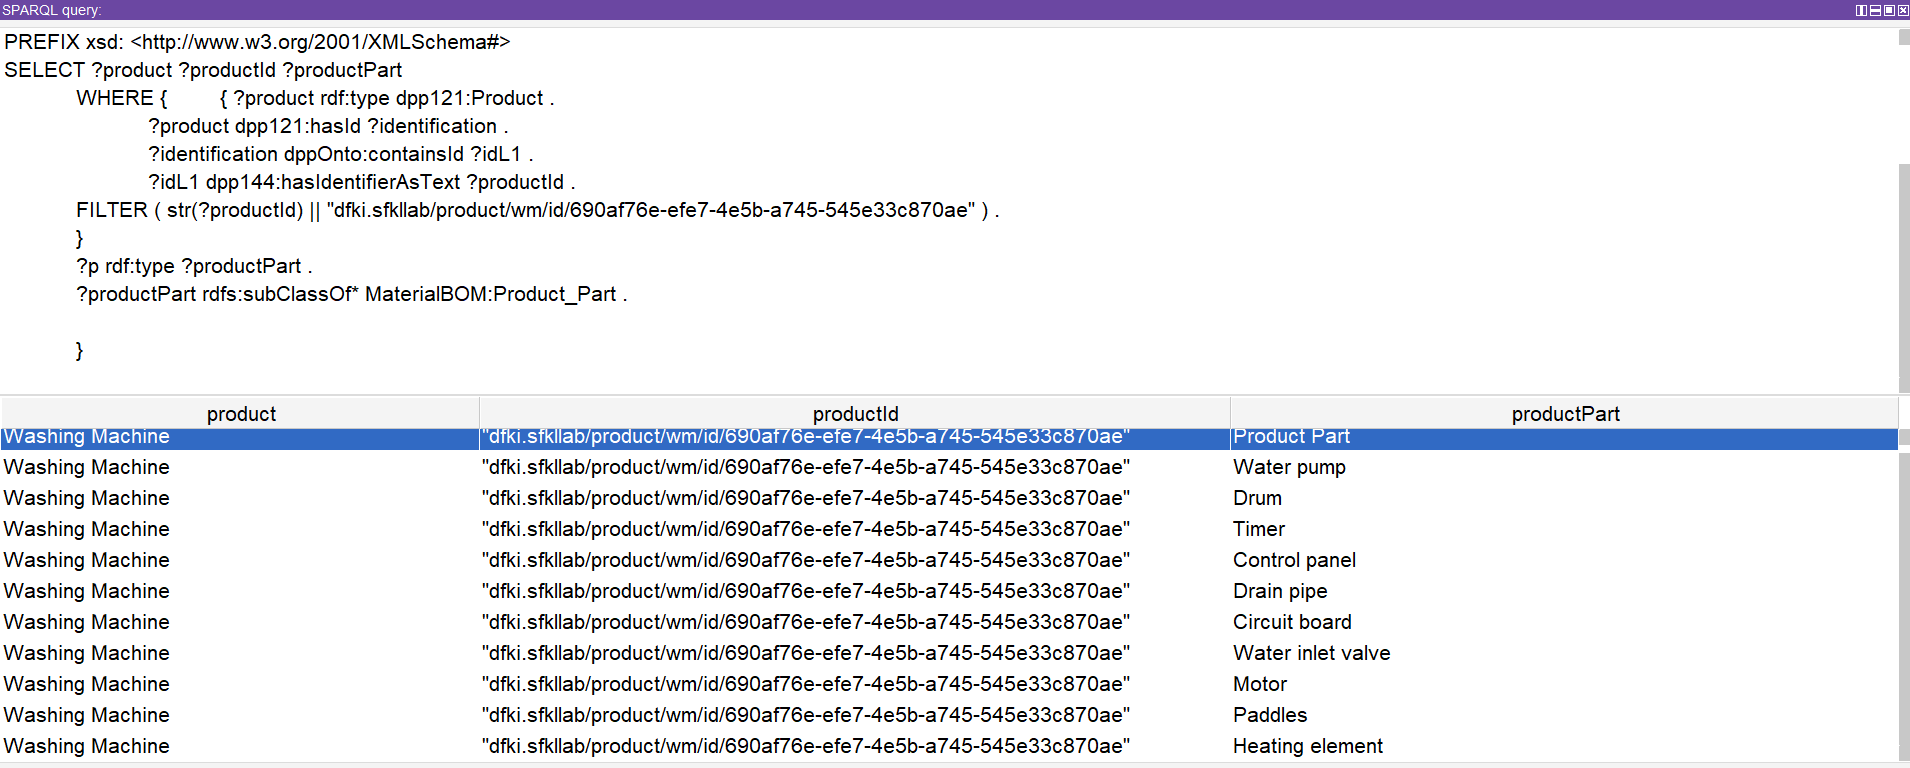 SPARQL query:
PREFIX xsd: <http://www.w3.org/2001/XMLSchema#>
SELECT ?product ?productId ?productPart
WHERE { { ?product rdf:type dpp121:Product .
?product dpp121:hasId ?identification .
?identification dppOnto:containsId ?idL1 .
?idL1 dpp144:hasIdentifierAsText ?productId .
FILTER ( str(?productId) || "dfki.sfkllab/product/wm/id/690af76e-efe7-4e5b-a745-545e33c870ae" ) .
}
?p rdf:type ?productPart .
?productPart rdfs:subClassOf* MaterialBOM:Product_Part .
}
product productId productPart
Washing Machine "dfki.sfkllab/product/wm/id/690af76e-efe7-4e5b-a745-545e33c870ae" Product Part
Washing Machine "dfki.sfkllab/product/wm/id/690af76e-efe7-4e5b-a745-545e33c870ae" Water pump
Washing Machine "dfki.sfkllab/product/wm/id/690af76e-efe7-4e5b-a745-545e33c870ae" Drum
Washing Machine "dfki.sfkllab/product/wm/id/690af76e-efe7-4e5b-a745-545e33c870ae" Timer
Washing Machine "dfki.sfkllab/product/wm/id/690af76e-efe7-4e5b-a745-545e33c870ae" Control panel
Washing Machine "dfki.sfkllab/product/wm/id/690af76e-efe7-4e5b-a745-545e33c870ae" Drain pipe
Washing Machine "dfki.sfkllab/product/wm/id/690af76e-efe7-4e5b-a745-545e33c870ae" Circuit board
Washing Machine "dfki.sfkllab/product/wm/id/690af76e-efe7-4e5b-a745-545e33c870ae" Water inlet valve
Washing Machine "dfki.sfkllab/product/wm/id/690af76e-efe7-4e5b-a745-545e33c870ae" Motor
Washing Machine "dfki.sfkllab/product/wm/id/690af76e-efe7-4e5b-a745-545e33c870ae" Paddles
Washing Machine "dfki.sfkllab/product/wm/id/690af76e-efe7-4e5b-a745-545e33c870ae" Heating element